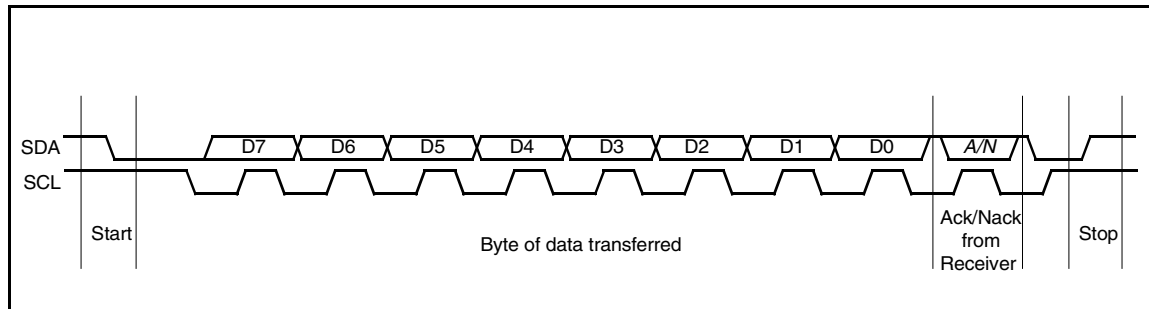 SDA
D7 D6 D5 D4 D3 D2 D1 D0 A/N
SCL
Start
Byte of data transferred
Ack/Nack
from
Receiver
Stop